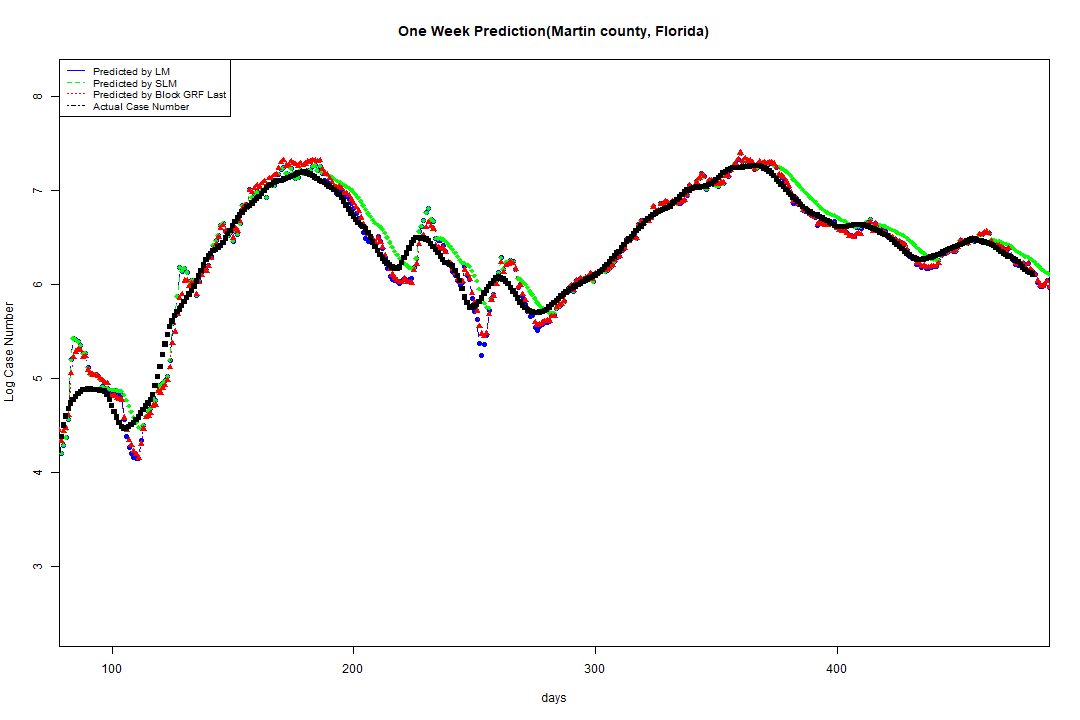 One Week Prediction(Martin county, Florida)
Predicted by LM
Predicted by SLM
Predicted by Block GRF Last
Actual Case Number
8
7
6
5
4
3
Log Case Number
100 200 300 400
days